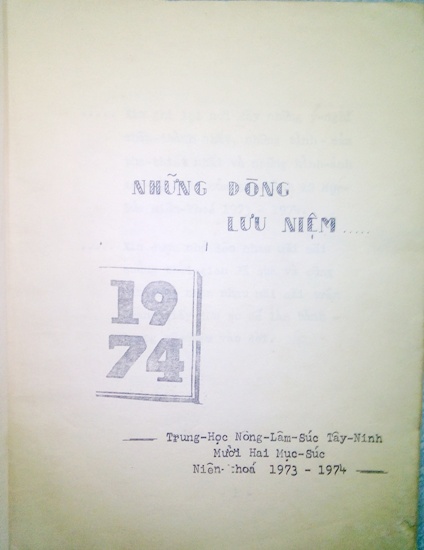 NHỮNG DÒNG
LƯU NIỆM.....
19
74
Trung-Học Nông-Lâm-Súc Tây-Ninh
Mười Hai Mục-Súc
Niên-khoá 1973 - 1974